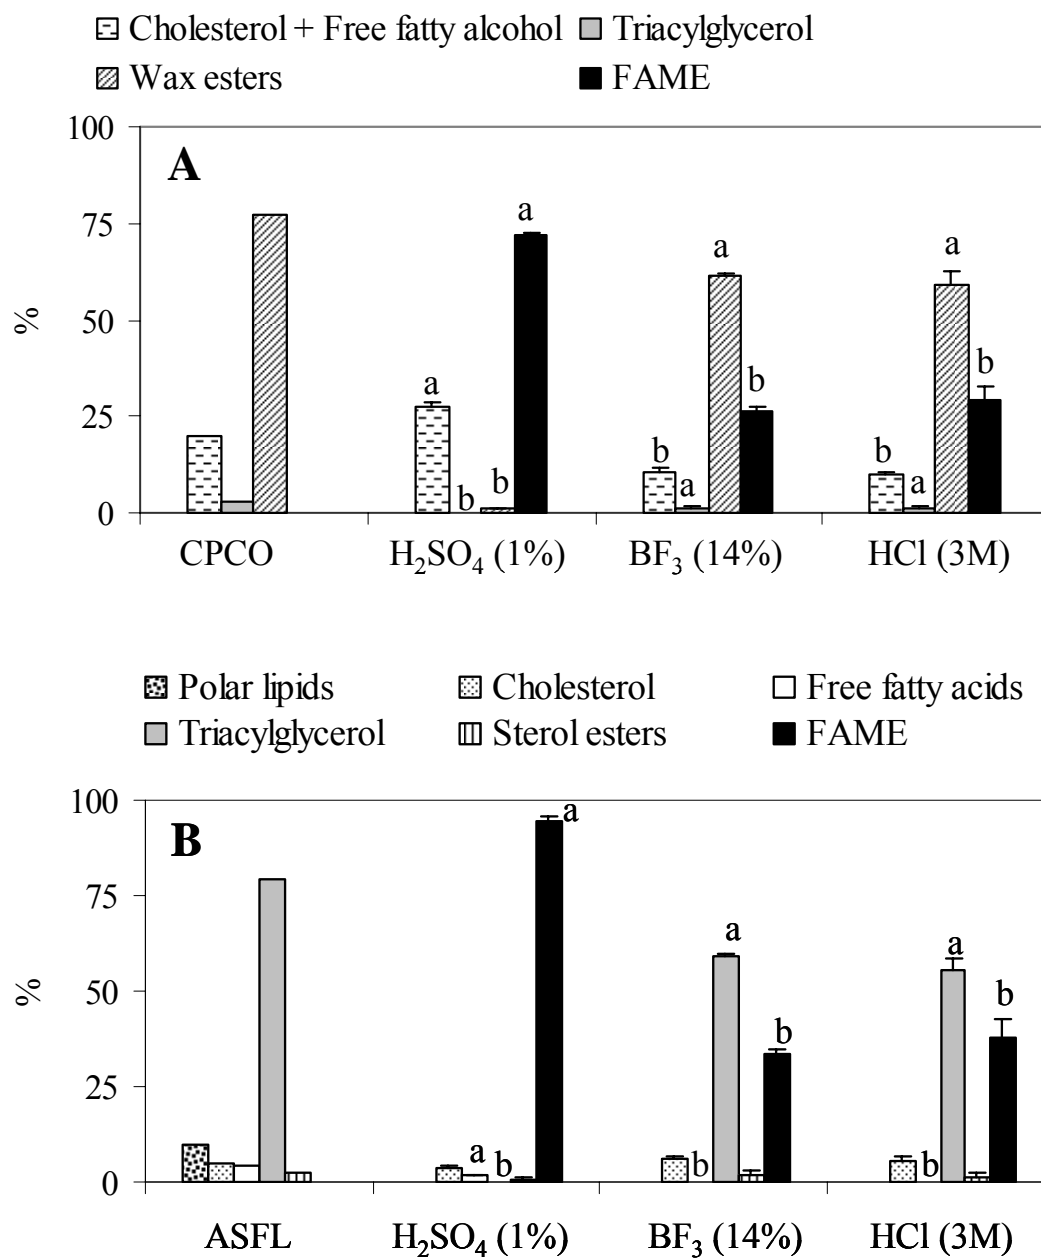 Cholesterol + Free fatty alcohol Triacylglycerol
Wax esters FAME
100
A
75
50
25
0
%
a
a
b
b
b
a
a
b
b
a
a
b
CPCO H₂SO₄ (1%) BF₃ (14%) HCl (3M)
Polar lipids Cholesterol Free fatty acids
Triacylglycerol Sterol esters FAME
100
B
75
50
25
0
%
a
b
a
b
a
b
b
a
b
ASFL H₂SO₄ (1%) BF₃ (14%) HCl (3M)